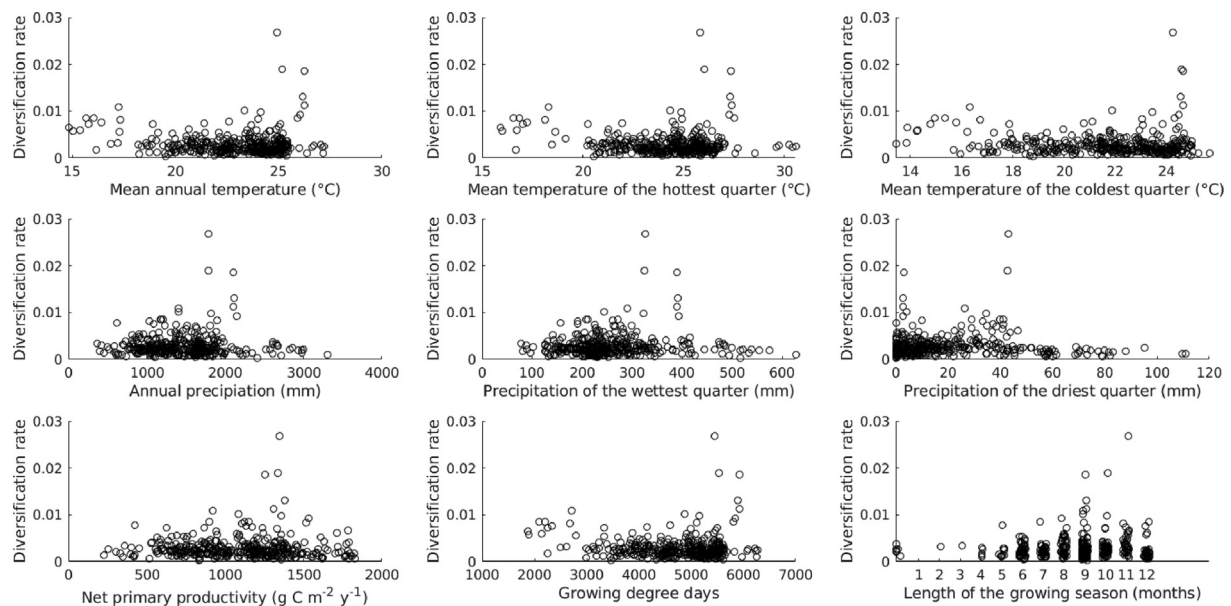 Diversification rate
0.03
0.02
0.01
0
15 20 25 30
Mean annual temperature (°C)
Diversification rate
0.03
0.02
0.01
0
15 20 25 30
Mean temperature of the hottest quarter (°C)
Diversification rate
0.03
0.02
0.01
0
14 16 18 20 22 24
Mean temperature of the coldest quarter (°C)
Diversification rate
0.03
0.02
0.01
0
0 1000 2000 3000 4000
Annual precipiation (mm)
Diversification rate
0.03
0.02
0.01
0
0 100 200 300 400 500 600
Precipitation of the wettest quarter (mm)
Diversification rate
0.03
0.02
0.01
0
0 20 40 60 80 100 120
Precipitation of the driest quarter (mm)
Diversification rate
0.03
0.02
0.01
0
0 500 1000 1500 2000
Net primary productivity (g C m⁻² y⁻¹)
Diversification rate
0.03
0.02
0.01
0
1000 2000 3000 4000 5000 6000 7000
Growing degree days
Diversification rate
0.03
0.02
0.01
0
1 2 3 4 5 6 7 8 9 10 11 12
Length of the growing season (months)